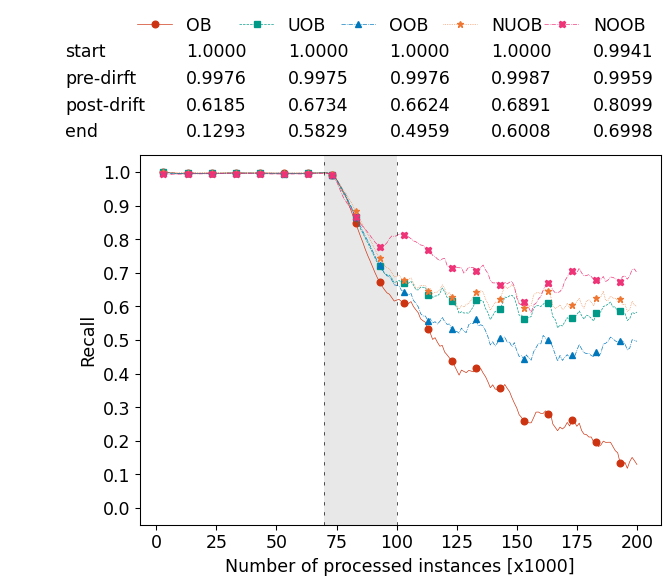 OB UOB OOB NUOB NOOB
start 1.0000 1.0000 1.0000 1.0000 0.9941
pre-dirft 0.9976 0.9975 0.9976 0.9987 0.9959
post-drift 0.6185 0.6734 0.6624 0.6891 0.8099
end 0.1293 0.5829 0.4959 0.6008 0.6998
1.0
0.9
0.8
0.7
0.6
0.5
0.4
0.3
0.2
0.1
0.0
Recall
0 25 50 75 100 125 150 175 200
Number of processed instances [x1000]